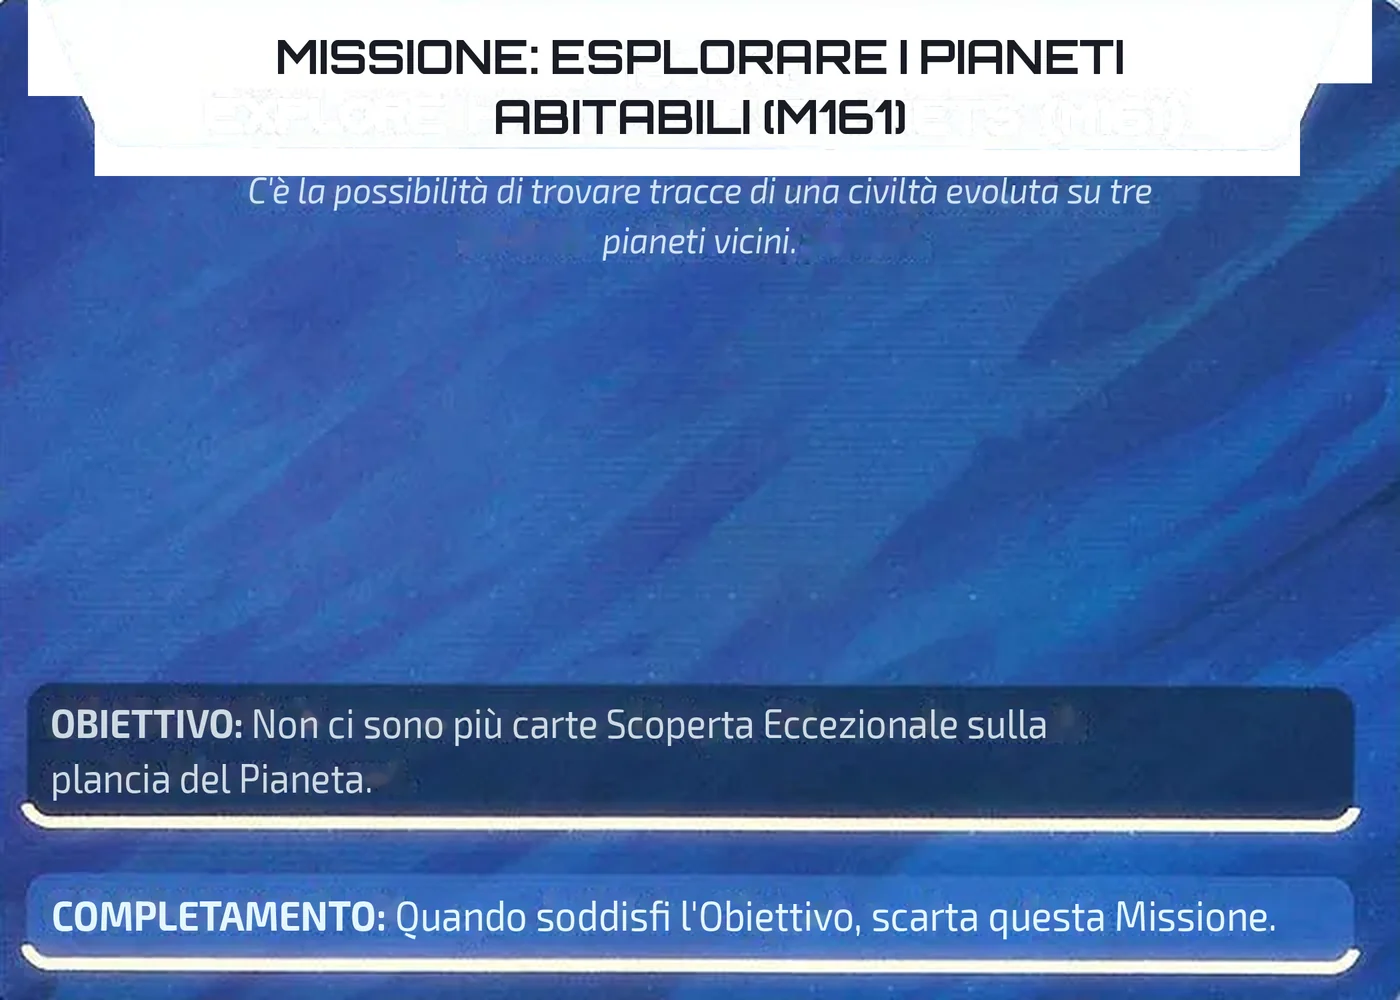 MISSIONE: ESPLORARE I PIANETI
ABITABILI (M161)
C'è la possibilità di trovare tracce di una civiltà evoluta su tre
pianeti vicini.
OBIETTIVO: Non ci sono più carte Scoperta Eccezionale sulla
plancia del Pianeta.
COMPLETAMENTO: Quando soddisfi l'Obiettivo, scarta questa Missione.